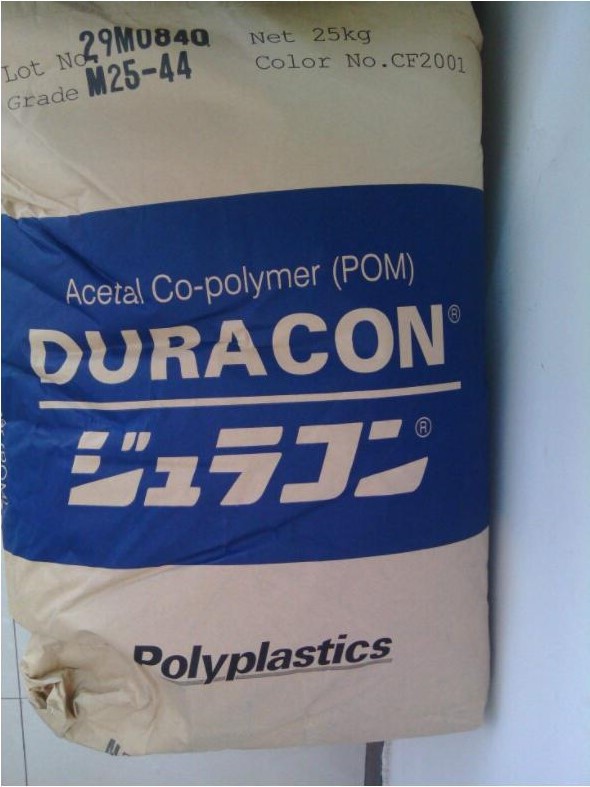 Lot No. 29M084Q Net 25kg
Grade M25-44 Color No.CF2001
Acetal Co-polymer (POM)
DURACON®
ジュラコン®
Polyplastics